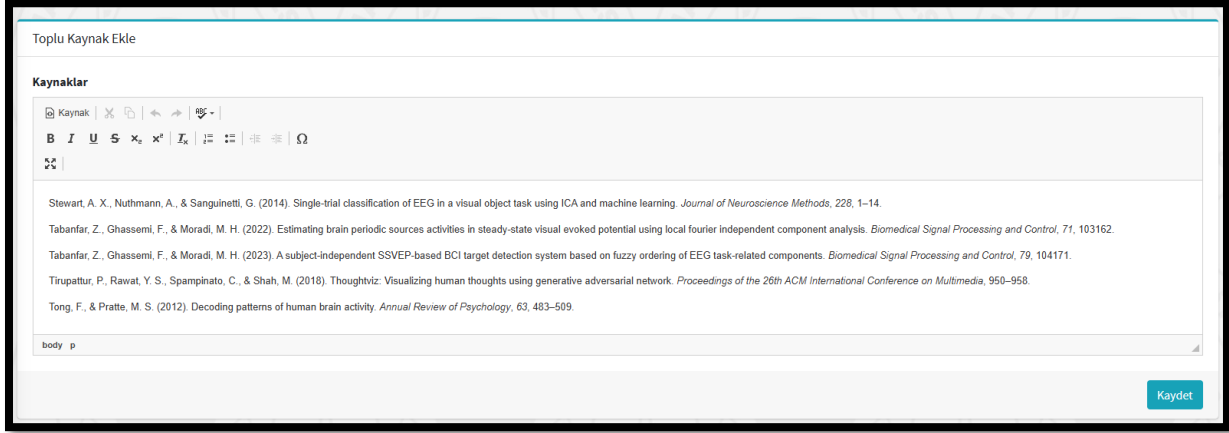 Toplu Kaynak Ekle
Kaynaklar
Kaynak ABC
B I U S x₂ x² Tx Ω
Stewart, A. X., Nuthmann, A., & Sanguinetti, G. (2014). Single-trial classification of EEG in a visual object task using ICA and machine learning. Journal of Neuroscience Methods, 228, 1–14.
Tabanfar, Z., Ghassemi, F., & Moradi, M. H. (2022). Estimating brain periodic sources activities in steady-state visual evoked potential using local fourier independent component analysis. Biomedical Signal Processing and Control, 71, 103162.
Tabanfar, Z., Ghassemi, F., & Moradi, M. H. (2023). A subject-independent SSVEP-based BCI target detection system based on fuzzy ordering of EEG task-related components. Biomedical Signal Processing and Control, 79, 104171.
Tirupattur, P., Rawat, Y. S., Spampinato, C., & Shah, M. (2018). Thoughtviz: Visualizing human thoughts using generative adversarial network. Proceedings of the 26th ACM International Conference on Multimedia, 950–958.
Tong, F., & Pratte, M. S. (2012). Decoding patterns of human brain activity. Annual Review of Psychology, 63, 483–509.
body p
Kaydet